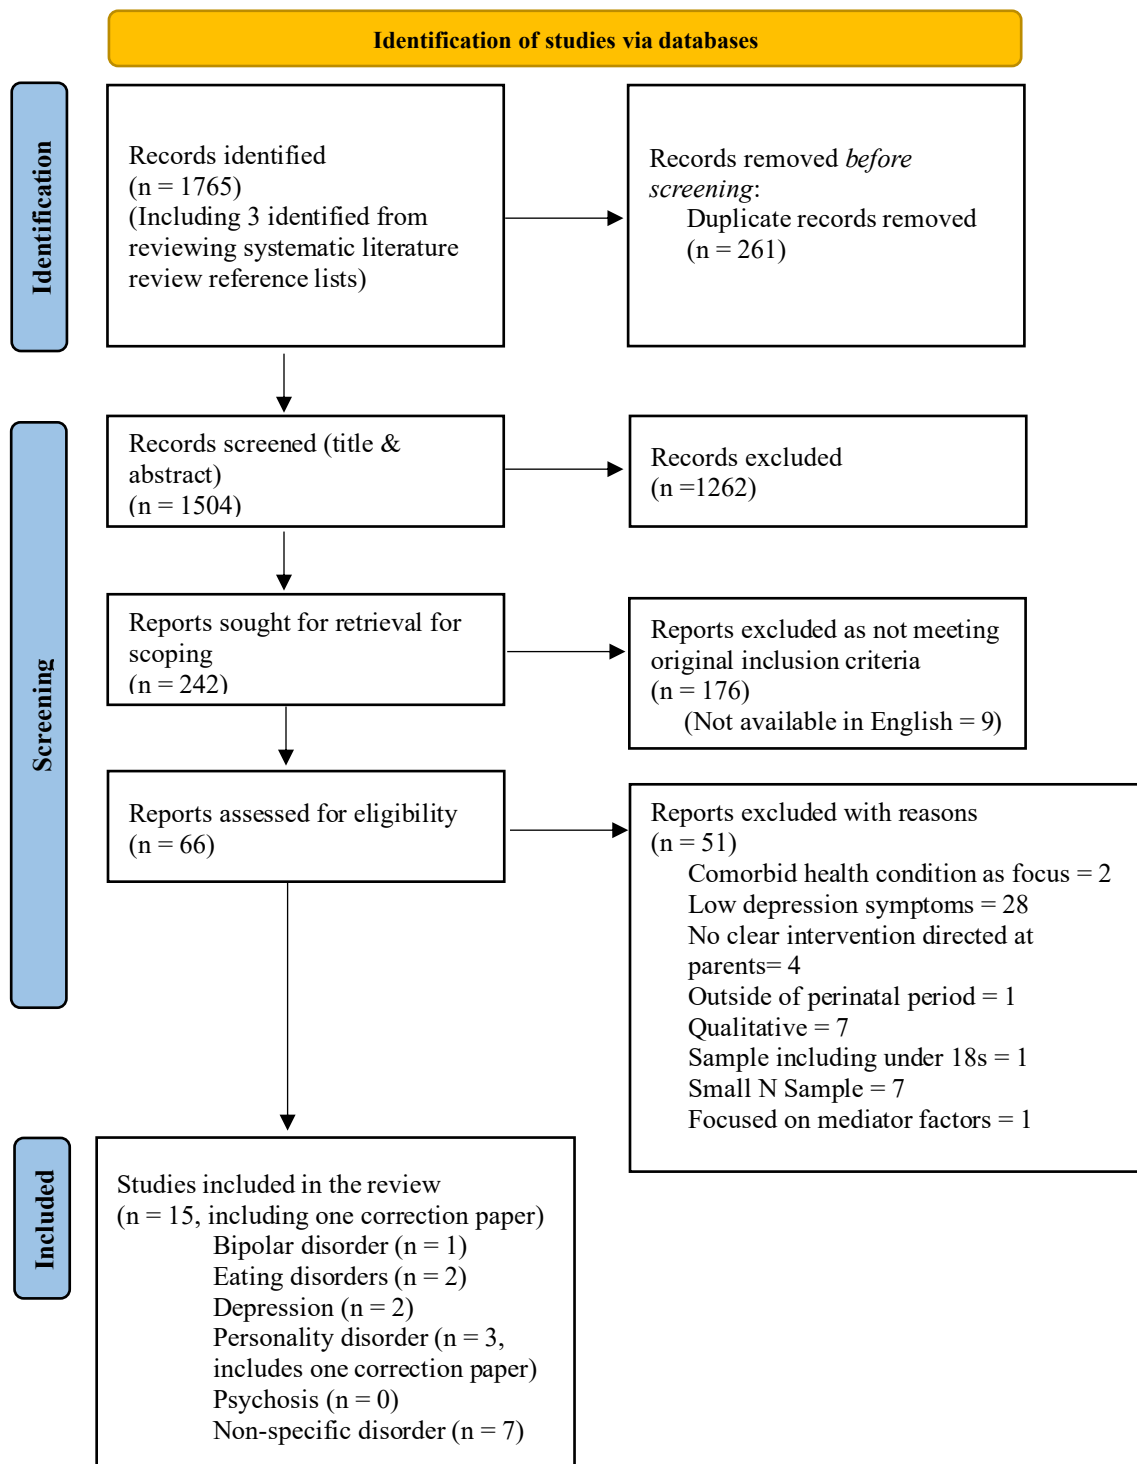 Identification of studies via databases
Identification
Records identified
(n = 1765)
(Including 3 identified from
reviewing systematic literature
review reference lists)
Records removed before
screening:
Duplicate records removed
(n = 261)
Screening
Records screened (title &
abstract)
(n = 1504)
Records excluded
(n =1262)
Reports sought for retrieval for
scoping
(n = 242)
Reports excluded as not meeting
original inclusion criteria
(n = 176)
(Not available in English = 9)
Reports assessed for eligibility
(n = 66)
Reports excluded with reasons
(n = 51)
Comorbid health condition as focus = 2
Low depression symptoms = 28
No clear intervention directed at
parents= 4
Outside of perinatal period = 1
Qualitative = 7
Sample including under 18s = 1
Small N Sample = 7
Focused on mediator factors = 1
Included
Studies included in the review
(n = 15, including one correction paper)
Bipolar disorder (n = 1)
Eating disorders (n = 2)
Depression (n = 2)
Personality disorder (n = 3,
includes one correction paper)
Psychosis (n = 0)
Non-specific disorder (n = 7)